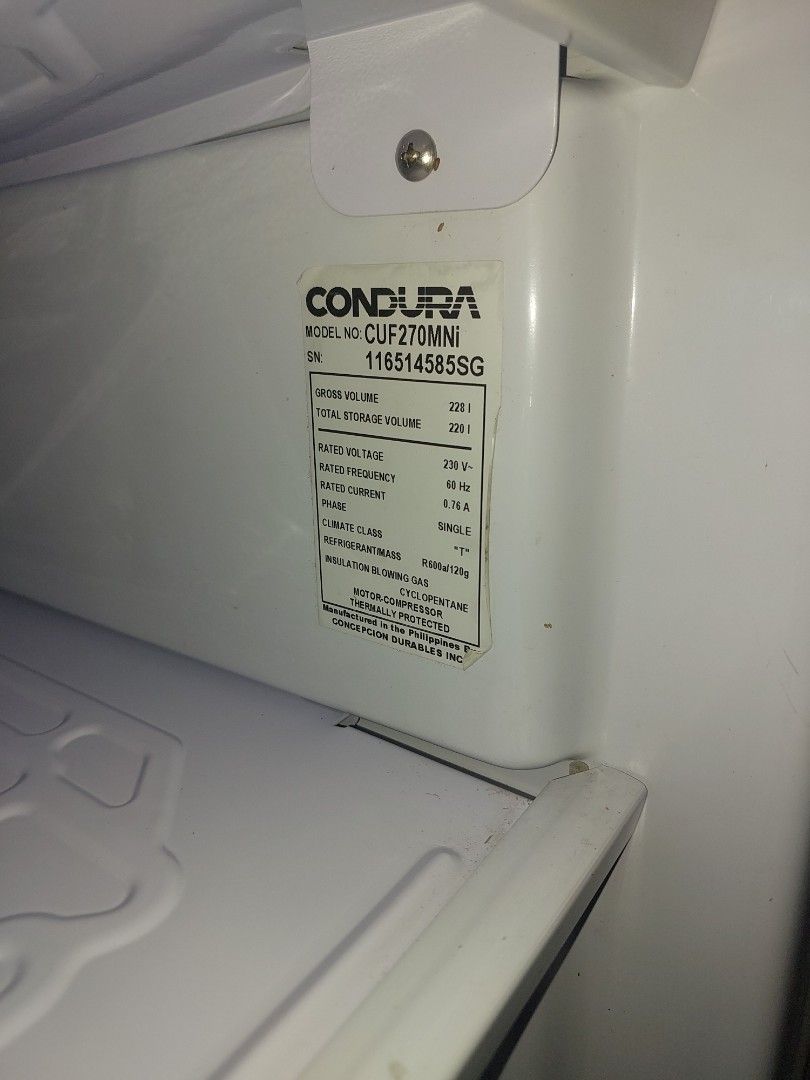 CONDURA
MODEL NO: CUF270MNi
SN: 116514585SG
GROSS VOLUME 228 l
TOTAL STORAGE VOLUME 220 l
RATED VOLTAGE 230 V~
RATED FREQUENCY 60 Hz
RATED CURRENT 0.76 A
PHASE SINGLE
CLIMATE CLASS "T"
REFRIGERANT/MASS R600a/120g
INSULATION BLOWING GAS CYCLOPENTANE
MOTOR-COMPRESSOR
THERMALLY PROTECTED
Manufactured in the Philippines
CONCEPCION DURABLES INC